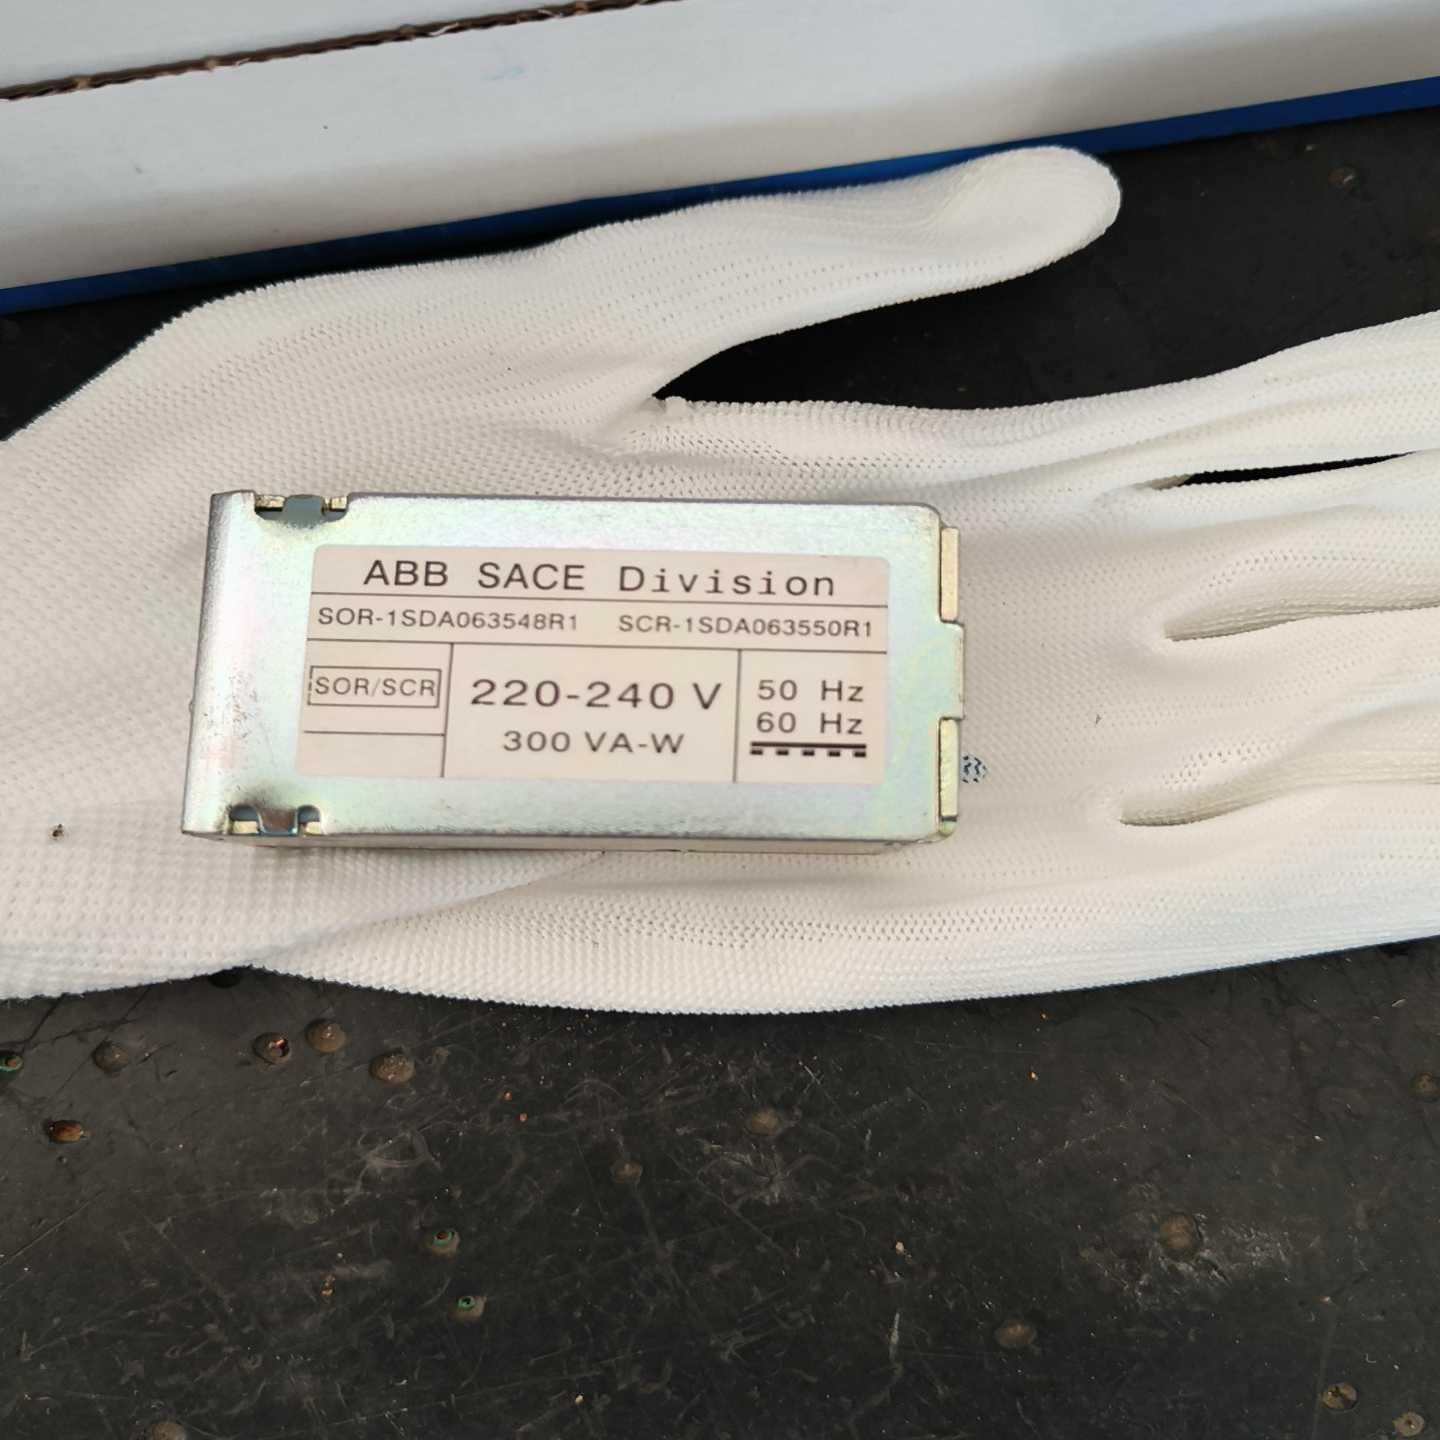 ABB SACE Division
SOR-1SDA063548R1 SCR-1SDA063550R1
SOR/SCR
220-240 V
300 VA-W
50 Hz
60 Hz